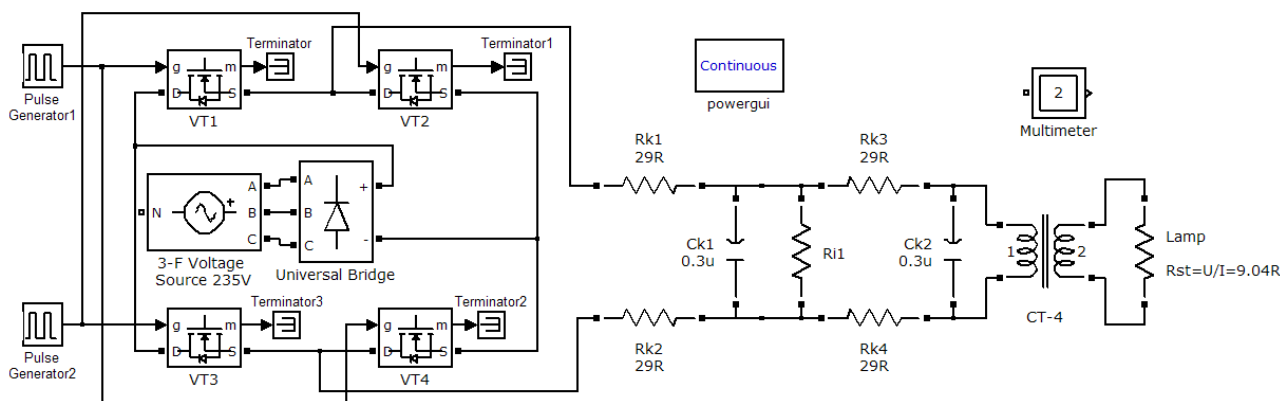 Pulse
Generator1
g
m
D
S
VT1
Terminator
g
m
D
S
VT2
Terminator1
Continuous
powergui
2
Multimeter
N
A
B
C
3-F Voltage
Source 235V
A
B
C
+
-
Universal Bridge
Rk1
29R
Rk3
29R
Ck1
0.3u
Ri1
Ck2
0.3u
1
2
CT-4
Lamp
Rst=U/I=9.04R
Rk2
29R
Rk4
29R
Pulse
Generator2
g
m
D
S
VT3
Terminator3
g
m
D
S
VT4
Terminator2